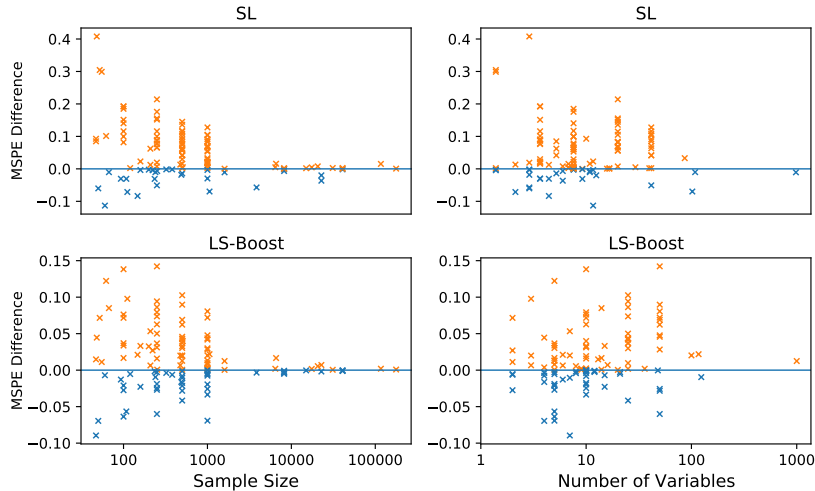 SL
SL
MSPE Difference
0.4
0.3
0.2
0.1
0.0
−0.1
0.4
0.3
0.2
0.1
0.0
−0.1
LS-Boost
LS-Boost
MSPE Difference
0.15
0.10
0.05
0.00
−0.05
−0.10
0.15
0.10
0.05
0.00
−0.05
−0.10
100 1000 10000 100000
1 10 100 1000
Sample Size
Number of Variables